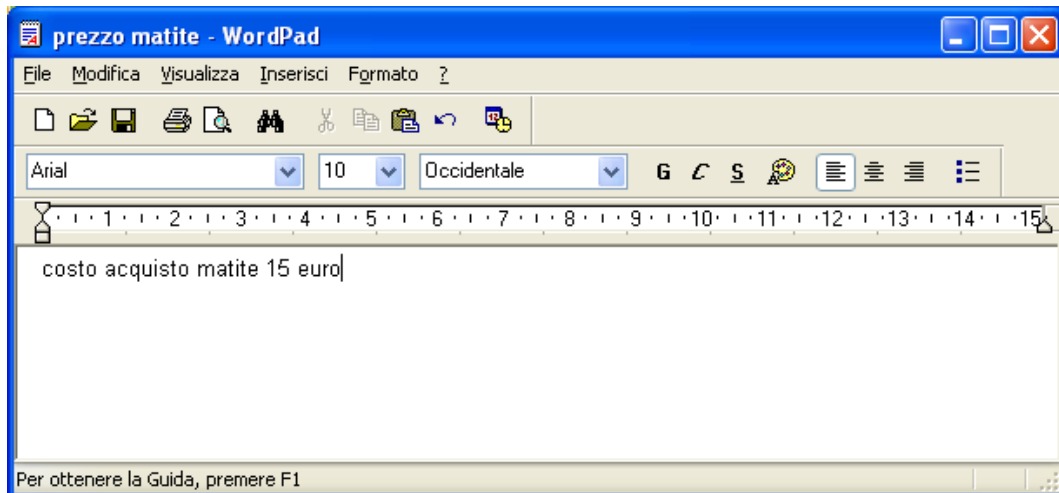 prezzo matite - WordPad
File Modifica Visualizza Inserisci Formato ?
Arial 10 Occidentale G C S
1 2 3 4 5 6 7 8 9 10 11 12 13 14 15
costo acquisto matite 15 euro
Per ottenere la Guida, premere F1